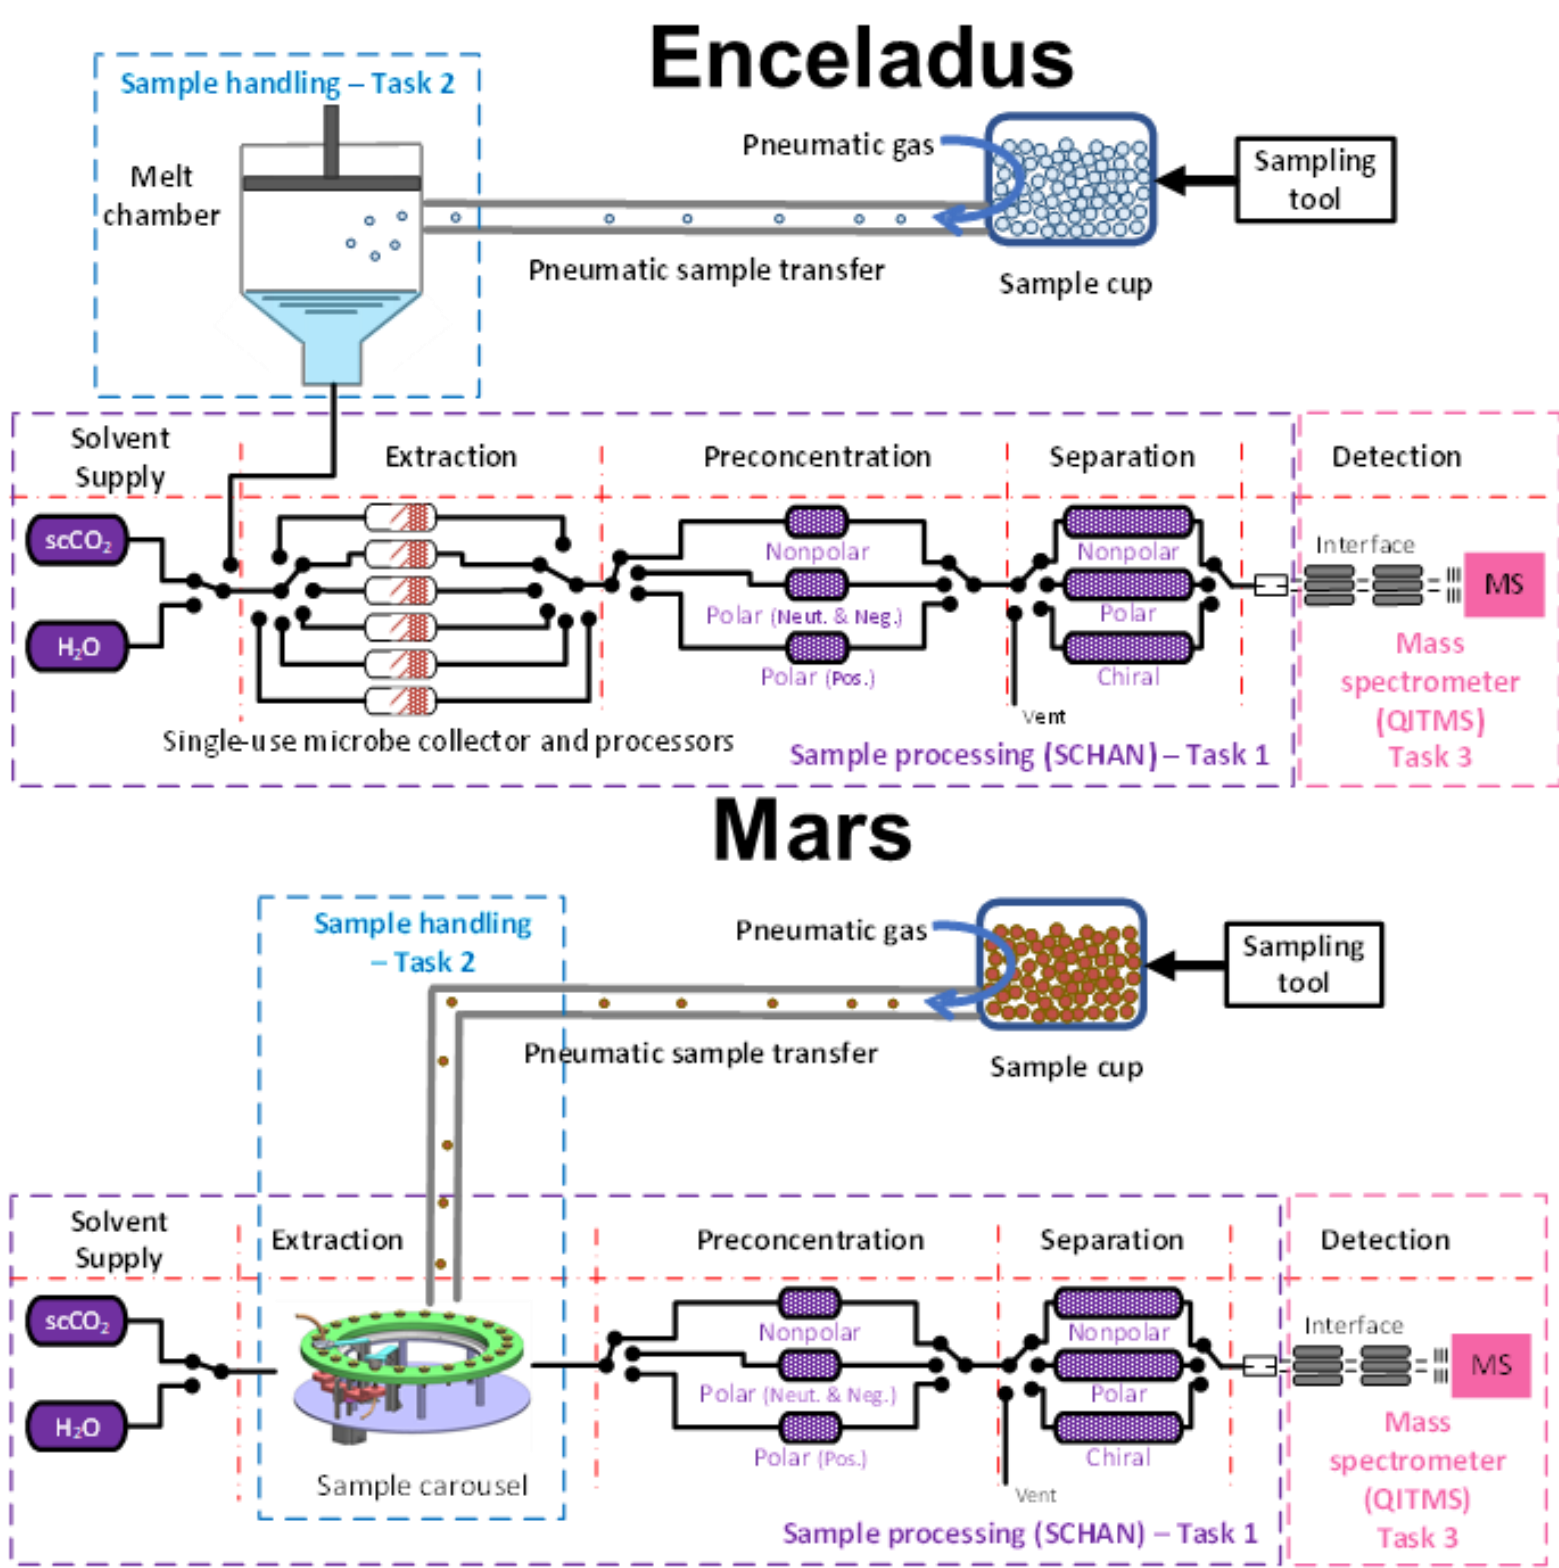 Enceladus
Sample handling – Task 2
Melt
chamber
Pneumatic gas
Sampling
tool
Pneumatic sample transfer
Sample cup
Solvent
Supply
Extraction
Preconcentration
Separation
Detection
scCO₂
H₂O
Nonpolar
Polar (Neut. & Neg.)
Polar (Pos.)
Nonpolar
Polar
Chiral
Vent
Interface
MS
Mass
spectrometer
(QITMS)
Task 3
Single-use microbe collector and processors
Sample processing (SCHAN) – Task 1
Mars
Sample handling
– Task 2
Pneumatic gas
Sampling
tool
Pneumatic sample transfer
Sample cup
Solvent
Supply
Extraction
Preconcentration
Separation
Detection
scCO₂
H₂O
Sample carousel
Nonpolar
Polar (Neut. & Neg.)
Polar (Pos.)
Nonpolar
Polar
Chiral
Vent
Interface
MS
Mass
spectrometer
(QITMS)
Task 3
Sample processing (SCHAN) – Task 1